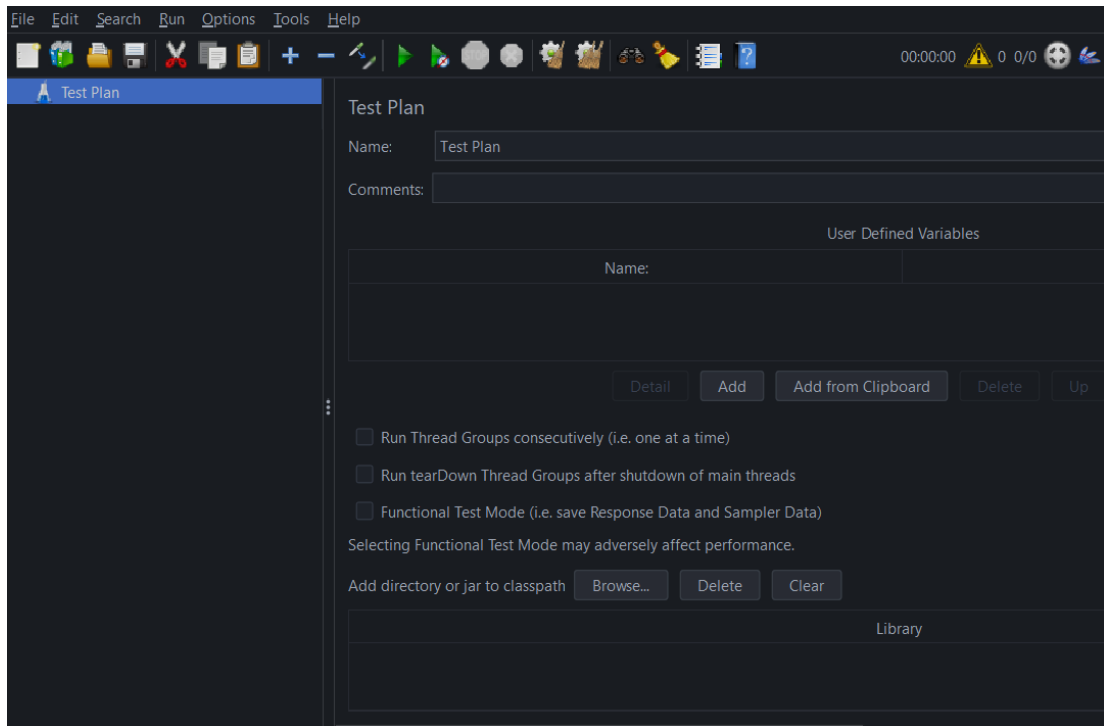 File Edit Search Run Options Tools Help
00:00:00 0 0/0
Test Plan
Test Plan
Name: Test Plan
Comments:
User Defined Variables
Name:
Detail Add Add from Clipboard Delete Up
Run Thread Groups consecutively (i.e. one at a time)
Run tearDown Thread Groups after shutdown of main threads
Functional Test Mode (i.e. save Response Data and Sampler Data)
Selecting Functional Test Mode may adversely affect performance.
Add directory or jar to classpath Browse... Delete Clear
Library